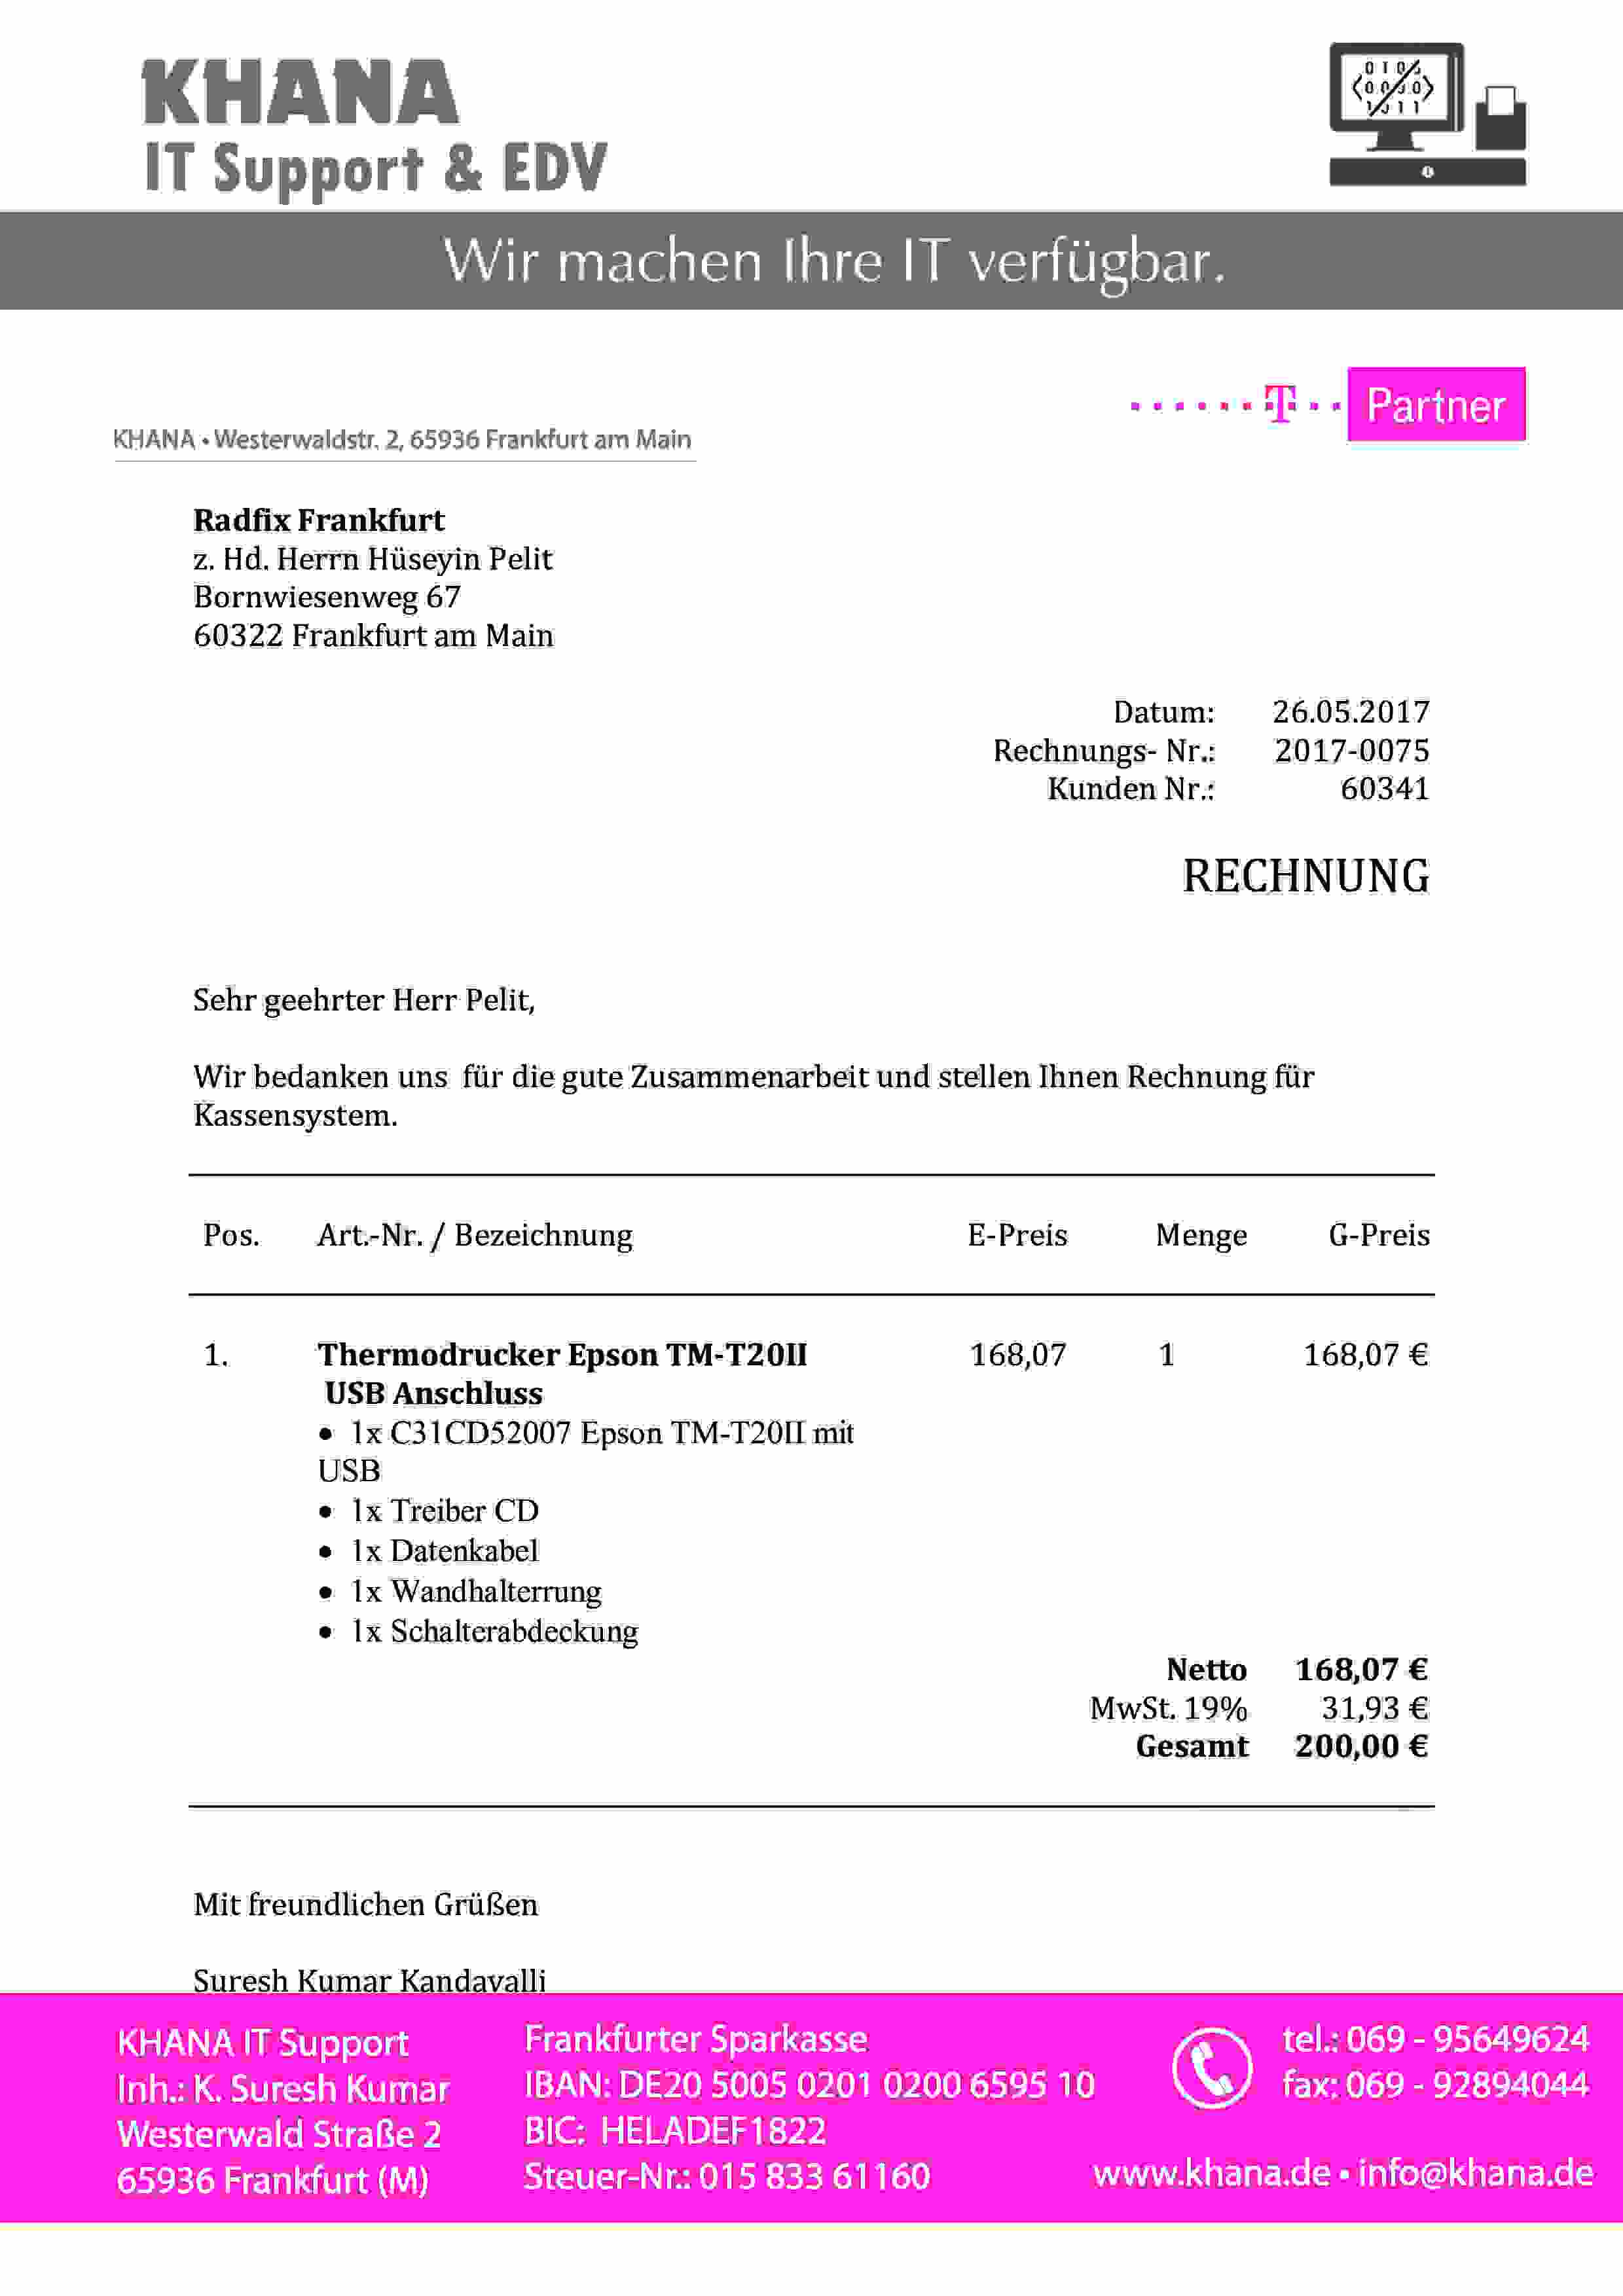 KHANA
IT Support & EDV
Wir machen Ihre IT verfügbar.
T Partner
KHANA • Westerwaldstr. 2, 65936 Frankfurt am Main
Radfix Frankfurt
z. Hd. Herrn Hüseyin Pelit
Bornwiesenweg 67
60322 Frankfurt am Main
Datum: 26.05.2017
Rechnungs- Nr.: 2017-0075
Kunden Nr.: 60341
RECHNUNG
Sehr geehrter Herr Pelit,
Wir bedanken uns für die gute Zusammenarbeit und stellen Ihnen Rechnung für
Kassensystem.
Pos. Art.-Nr. / Bezeichnung E-Preis Menge G-Preis
1. Thermodrucker Epson TM-T20II 168,07 1 168,07 €
USB Anschluss
• 1x C31CD52007 Epson TM-T20II mit
USB
• 1x Treiber CD
• 1x Datenkabel
• 1x Wandhalterrung
• 1x Schalterabdeckung
Netto 168,07 €
MwSt. 19% 31,93 €
Gesamt 200,00 €
Mit freundlichen Grüßen
Suresh Kumar Kandavalli
KHANA IT Support
Inh.: K. Suresh Kumar
Westerwald Straße 2
65936 Frankfurt (M)
Frankfurter Sparkasse
IBAN: DE20 5005 0201 0200 6595 10
BIC: HELADEF1822
Steuer-Nr.: 015 833 61160
tel.: 069 - 95649624
fax: 069 - 92894044
www.khana.de • info@khana.de